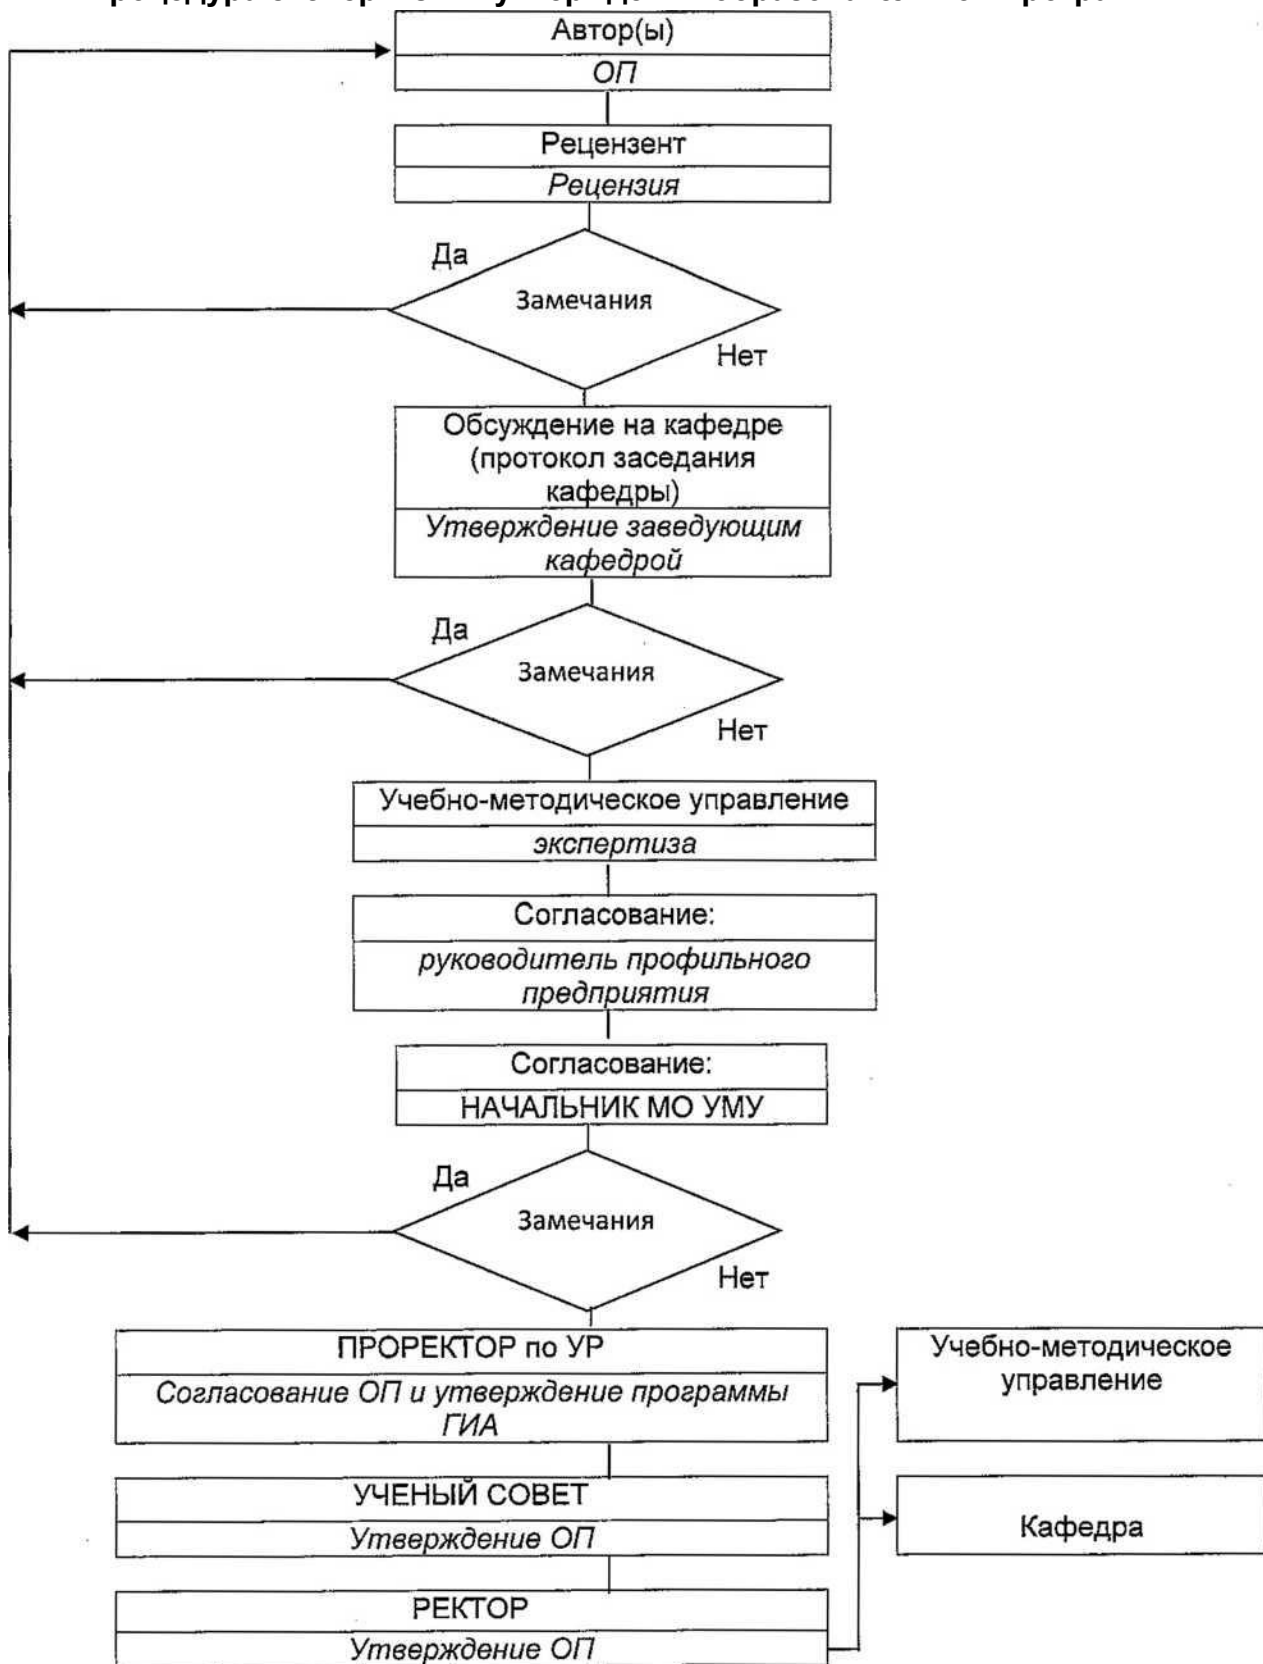 Автор(ы)
ОП
Рецензент
Рецензия
Да
Замечания
Нет
Обсуждение на кафедре
(протокол заседания
кафедры)
Утверждение заведующим
кафедрой
Да
Замечания
Нет
Учебно-методическое управление
экспертиза
Согласование:
руководитель профильного
предприятия
Согласование:
НАЧАЛЬНИК МО УМУ
Да
Замечания
Нет
ПРОРЕКТОР по УР
Согласование ОП и утверждение программы
ГИА
Учебно-методическое
управление
УЧЕНЫЙ СОВЕТ
Утверждение ОП
Кафедра
РЕКТОР
Утверждение ОП